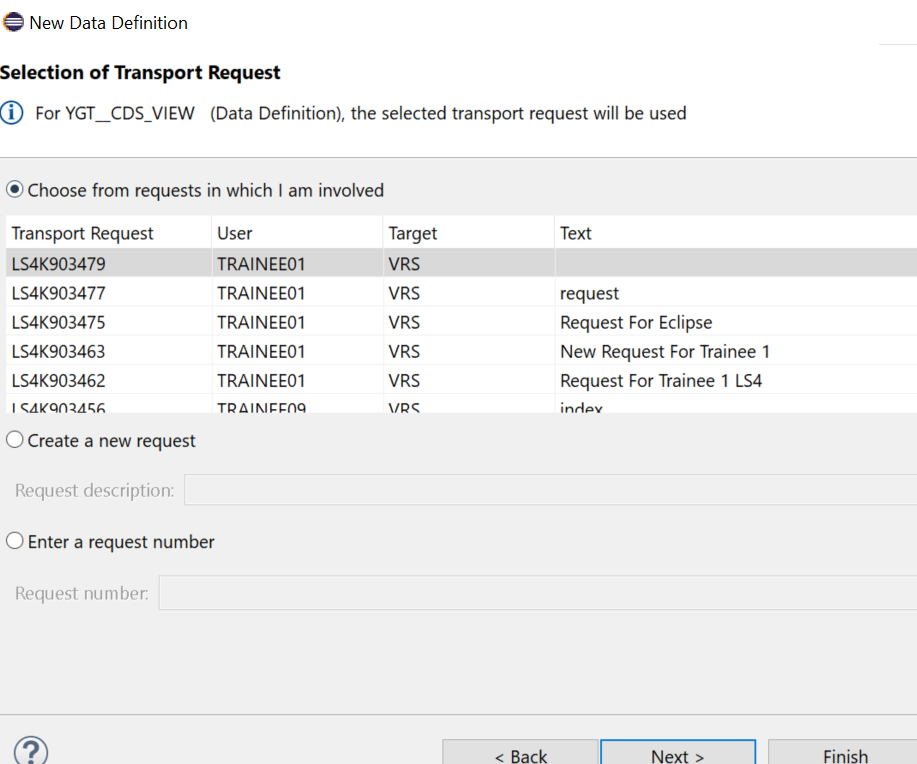 New Data Definition
Selection of Transport Request
For YGT__CDS_VIEW (Data Definition), the selected transport request will be used
Choose from requests in which I am involved
Transport Request User Target Text
LS4K903479 TRAINEE01 VRS
LS4K903477 TRAINEE01 VRS request
LS4K903475 TRAINEE01 VRS Request For Eclipse
LS4K903463 TRAINEE01 VRS New Request For Trainee 1
LS4K903462 TRAINEE01 VRS Request For Trainee 1 LS4
LS4K903456 TRAINEE09 VRS index
Create a new request
Request description:
Enter a request number
Request number:
? < Back Next > Finish